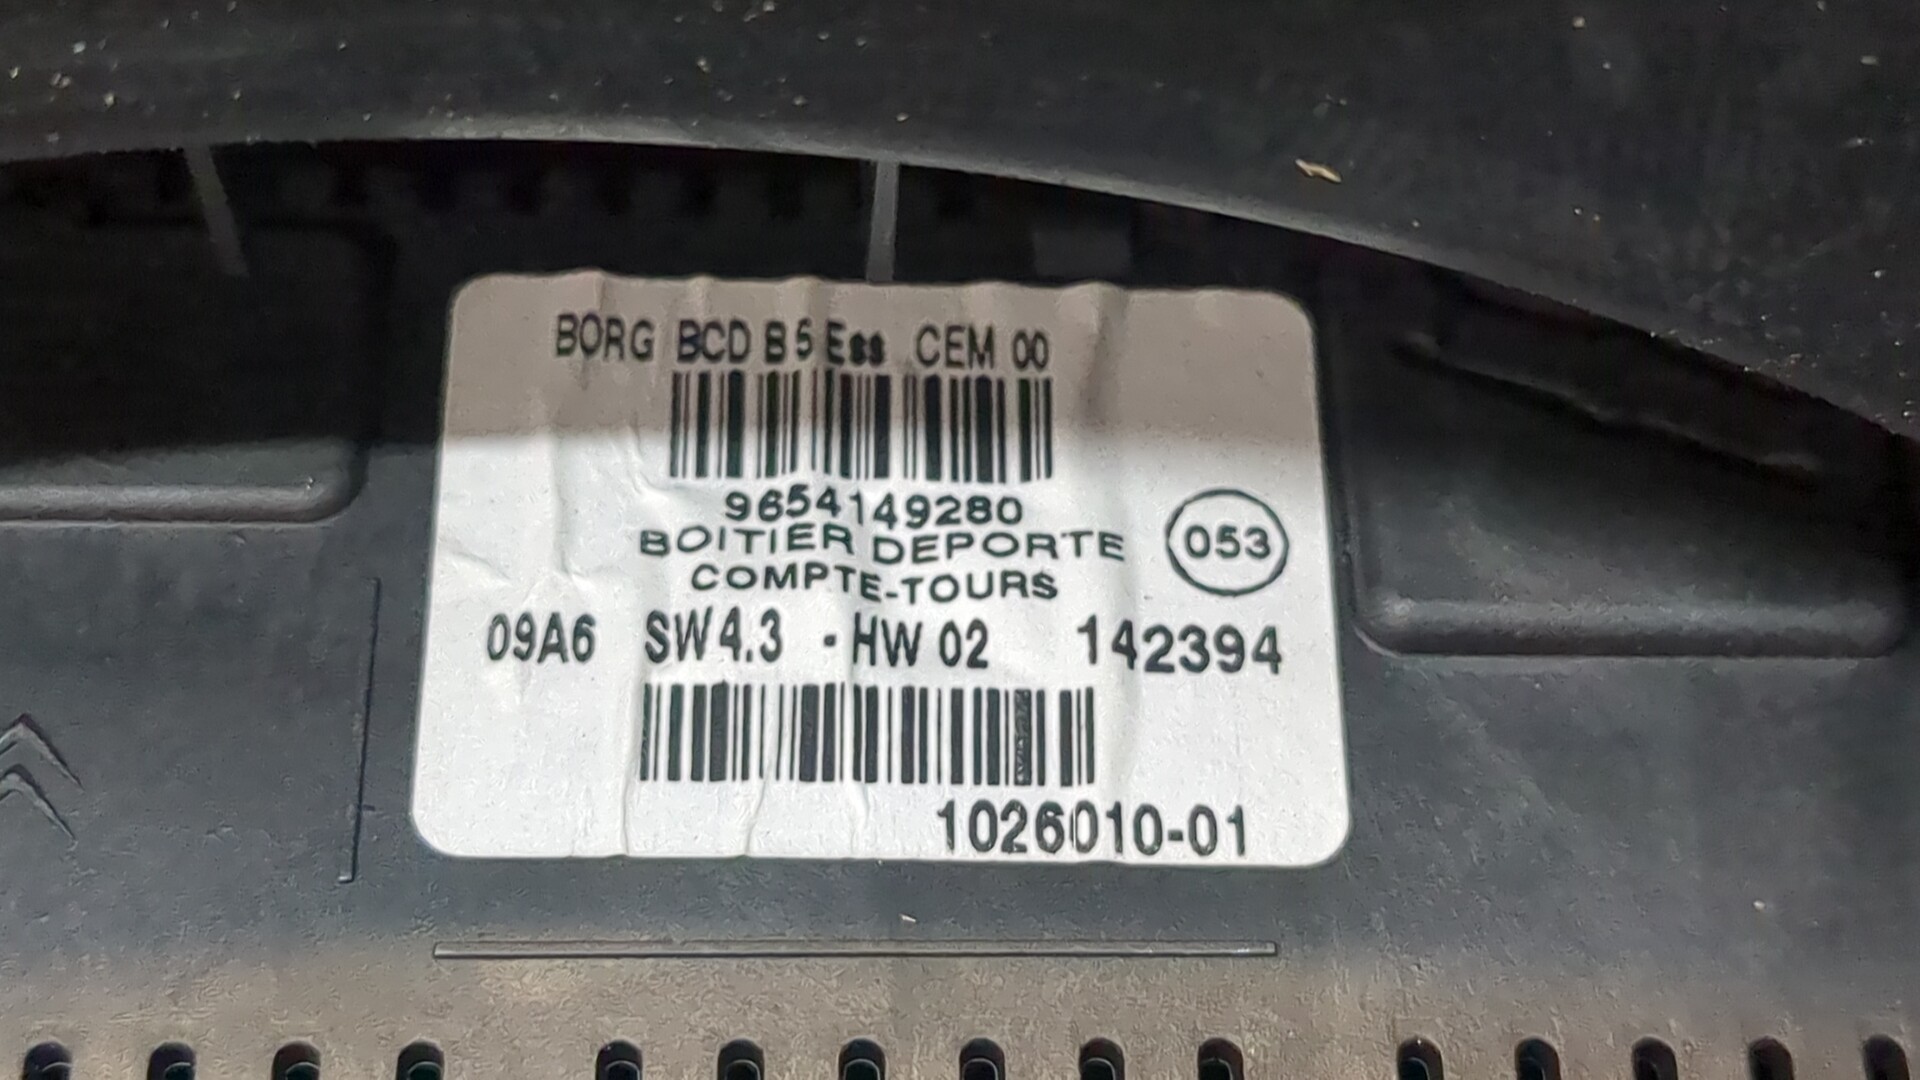 BORG BCD B5 Ess CEM 00
9654149280
BOITIER DEPORTE
COMPTE-TOURS
053
09A6 SW4.3 - HW 02 142394
1026010-01